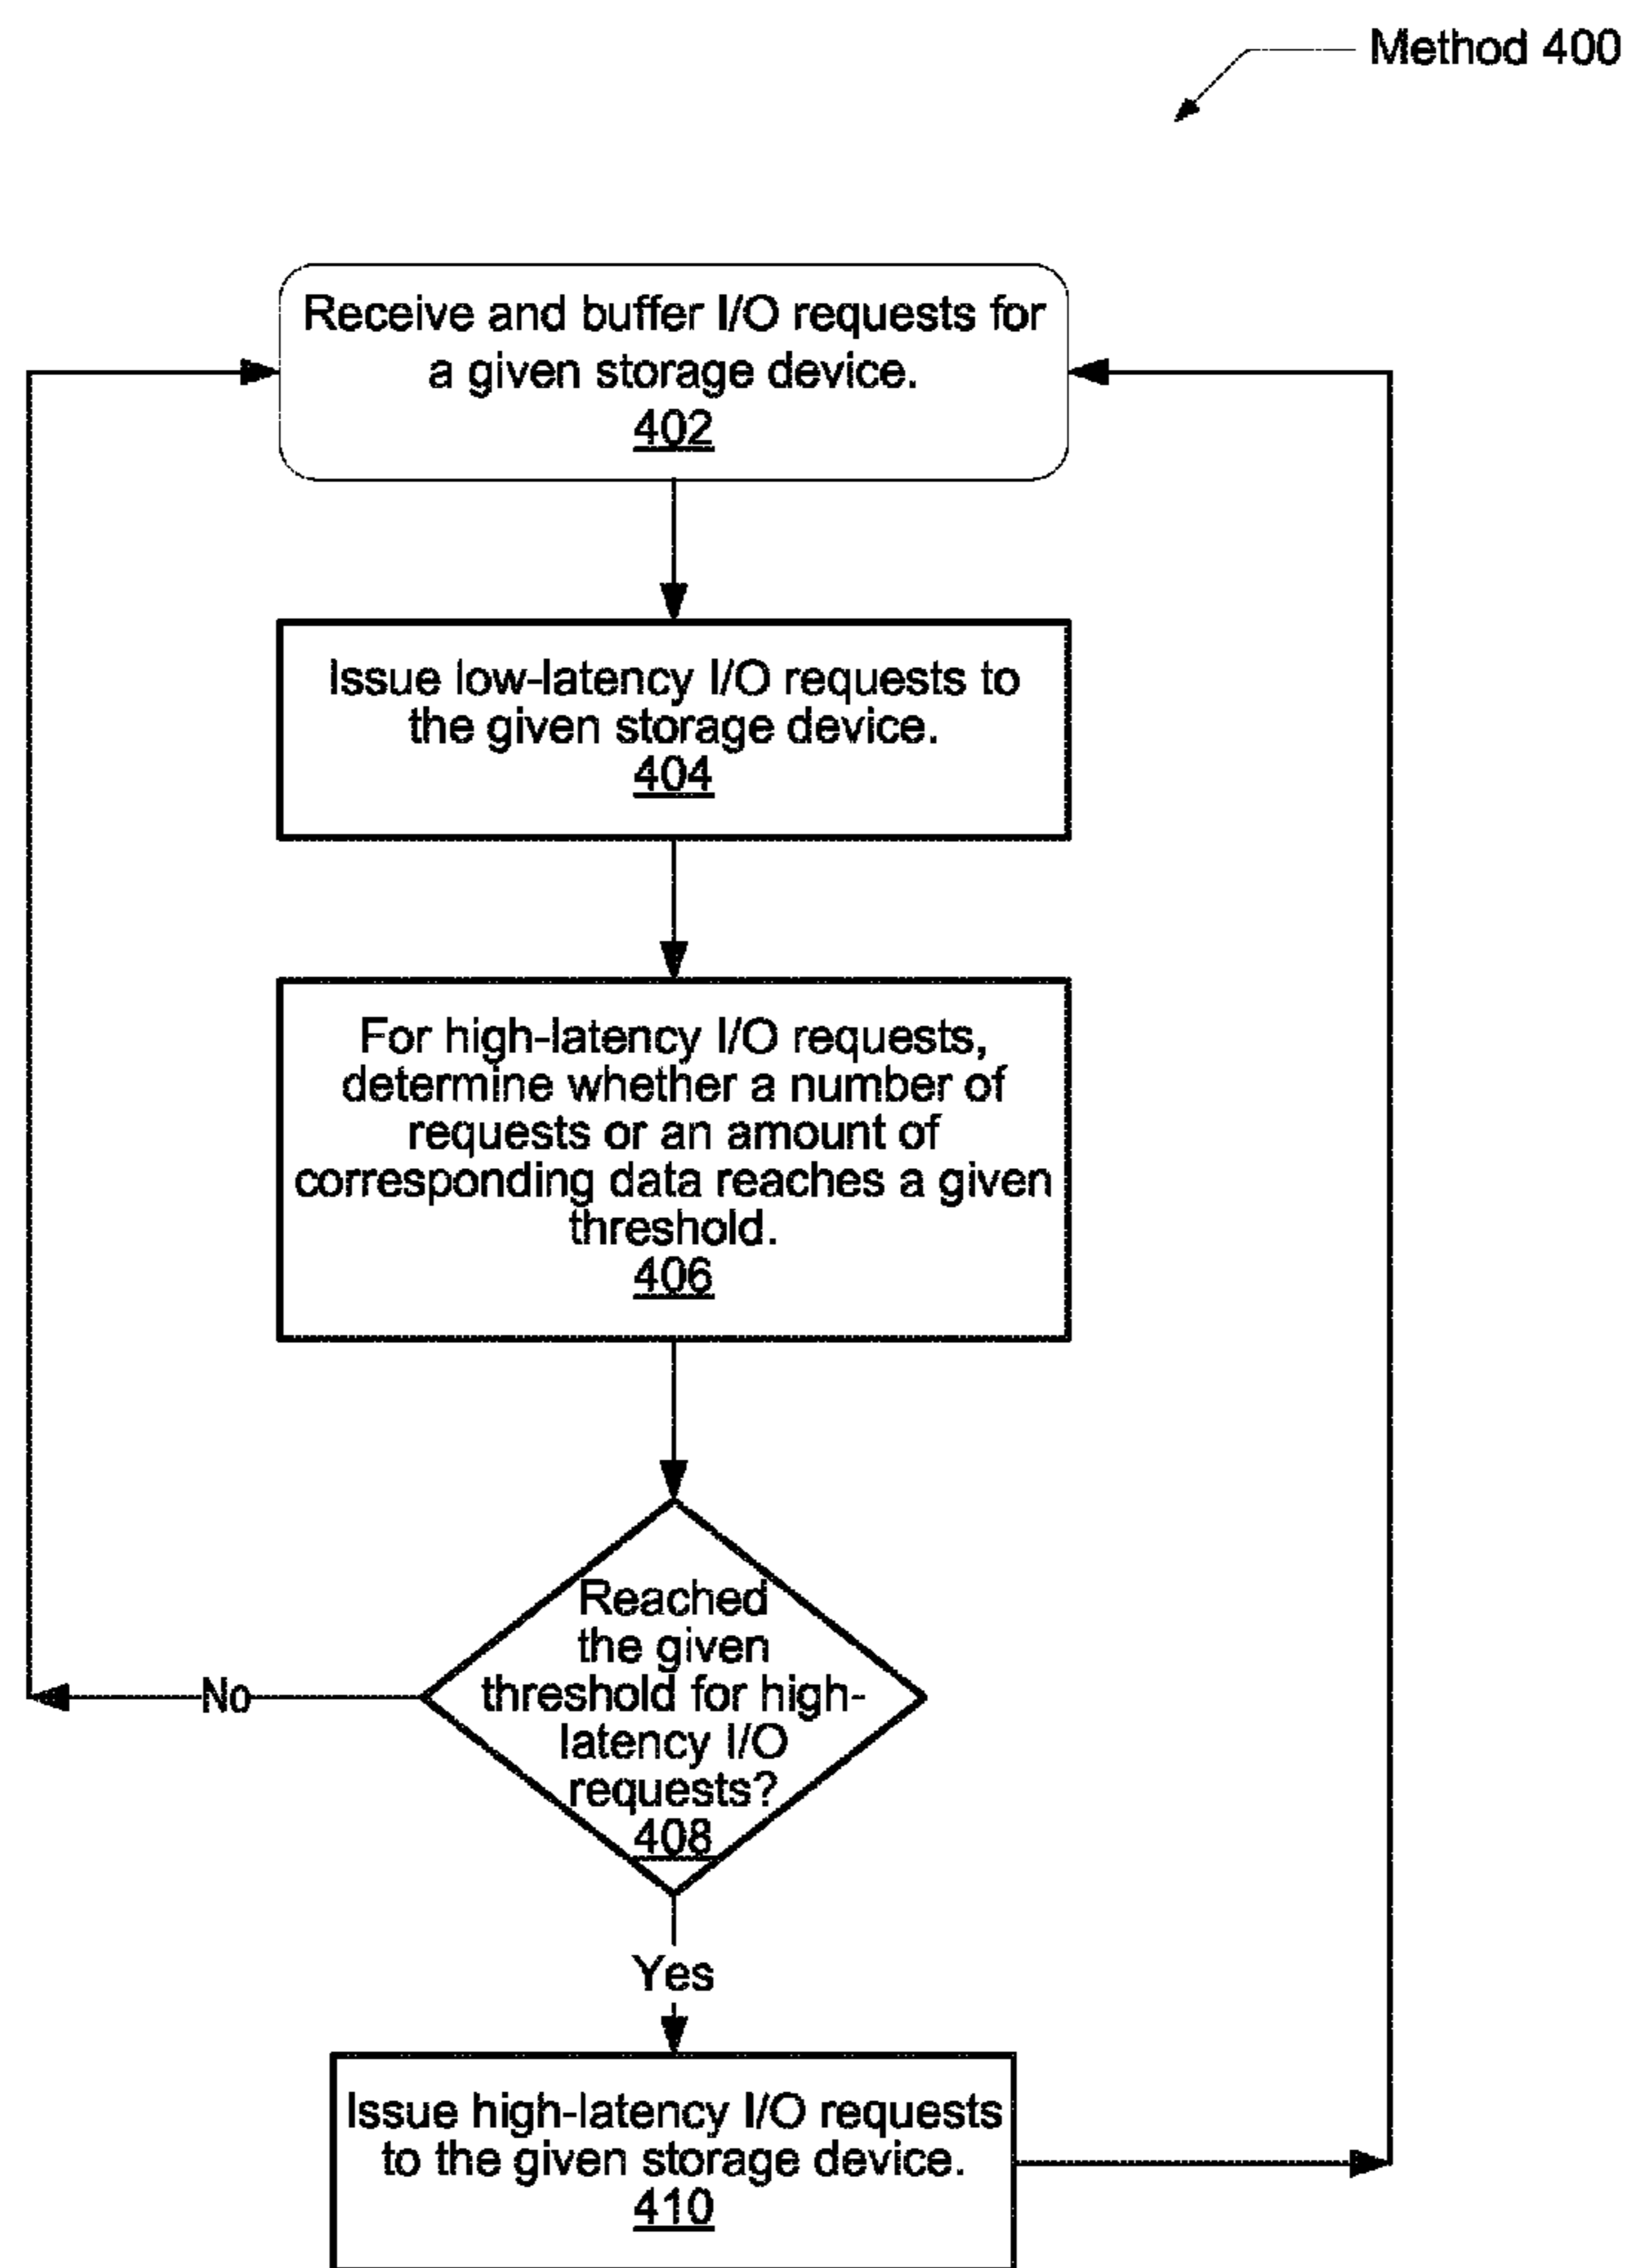 Method 400
Receive and buffer I/O requests for
a given storage device.
402
Issue low-latency I/O requests to
the given storage device.
404
For high-latency I/O requests,
determine whether a number of
requests or an amount of
corresponding data reaches a given
threshold.
406
Reached
the given
threshold for high-
latency I/O
requests?
408
No
Yes
Issue high-latency I/O requests
to the given storage device.
410